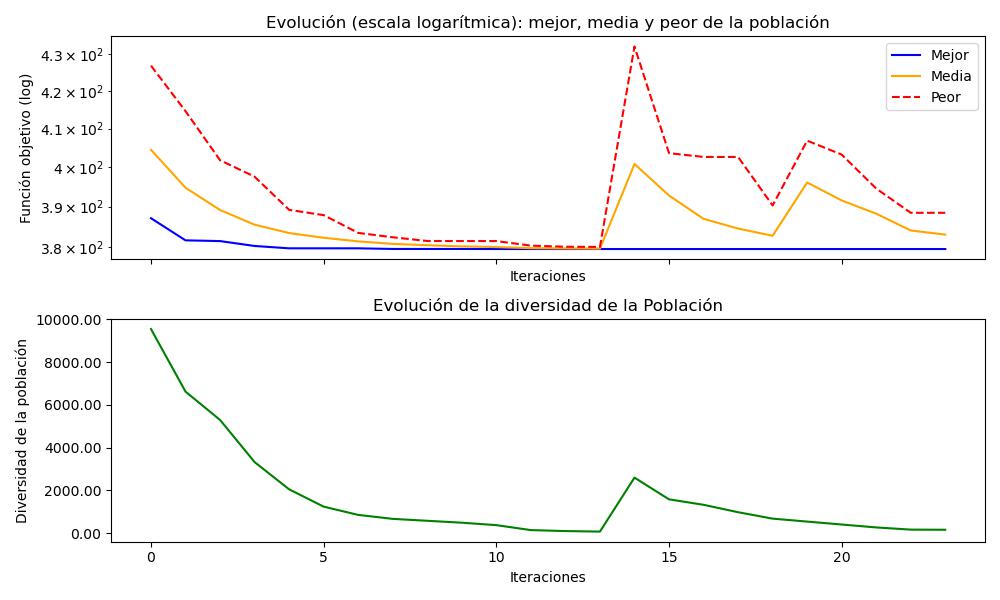 Evolución (escala logarítmica): mejor, media y peor de la población
Función objetivo (log)
4.3 × 10²
4.2 × 10²
4.1 × 10²
4 × 10²
3.9 × 10²
3.8 × 10²
Mejor
Media
Peor
Iteraciones
Evolución de la diversidad de la Población
Diversidad de la población
10000.00
8000.00
6000.00
4000.00
2000.00
0.00
0 5 10 15 20
Iteraciones